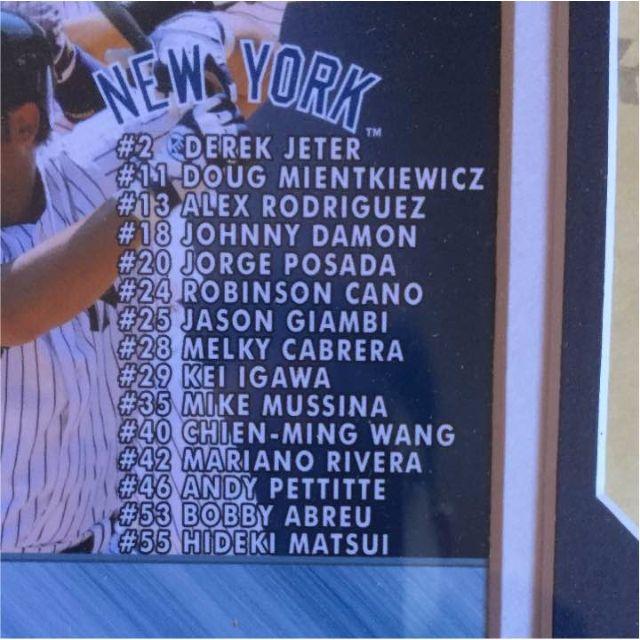 NEW YORK
TM
#2 DEREK JETER
#11 DOUG MIENTKIEWICZ
#13 ALEX RODRIGUEZ
#18 JOHNNY DAMON
#20 JORGE POSADA
#24 ROBINSON CANO
#25 JASON GIAMBI
#28 MELKY CABRERA
#29 KEI IGAWA
#35 MIKE MUSSINA
#40 CHIEN-MING WANG
#42 MARIANO RIVERA
#46 ANDY PETTITTE
#53 BOBBY ABREU
#55 HIDEKI MATSUI